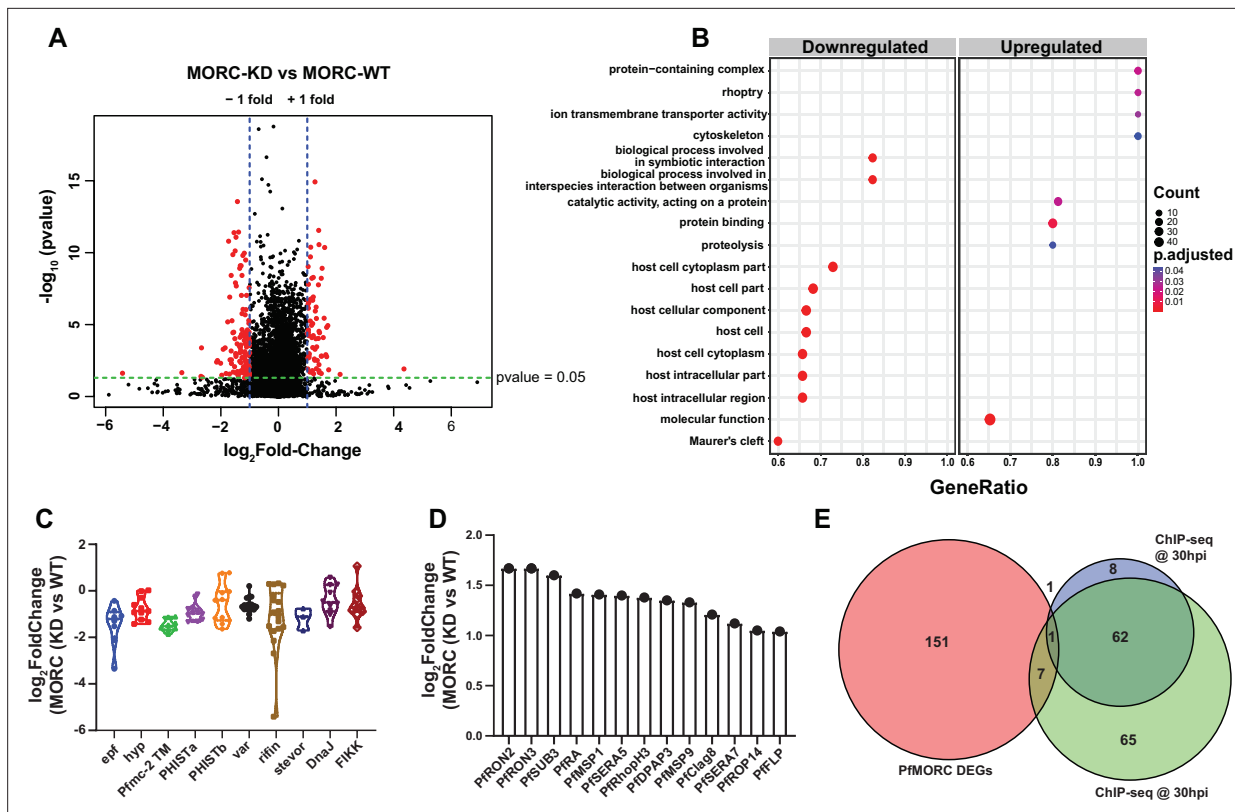 A
MORC-KD vs MORC-WT
− 1 fold + 1 fold
-log10 (pvalue)
15
10
5
0
pvalue = 0.05
−6 −4 −2 0 2 4 6
log2Fold-Change
B
Downregulated Upregulated
protein−containing complex
rhoptry
ion transmembrane transporter activity
cytoskeleton
biological process involved
in symbiotic interaction
biological process involved in
interspecies interaction between organisms
catalytic activity, acting on a protein
protein binding
proteolysis
host cell cytoplasm part
host cell part
host cellular component
host cell
host cell cytoplasm
host intracellular part
host intracellular region
molecular function
Maurer's cleft
0.6 0.7 0.8 0.9 1.0 0.6 0.7 0.8 0.9 1.0
GeneRatio
Count
10
20
30
40
p.adjusted
0.04
0.03
0.02
0.01
C
log2FoldChange
(MORC (KD vs WT)
2
0
-2
-4
-6
epf hyp Pfmc-2 TM PHISTa PHISTb var rifin stevor DnaJ FIKK
D
log2FoldChange
(MORC (KD vs WT)
2.0
1.5
1.0
0.5
0.0
PfRON2 PfRON3 PfSUB3 PfRA PfMSP1 PfSERA5 PfRhopH3 PfDPAP3 PfMSP9 PfClag8 PfSERA7 PfROP14 PfFLP
E
ChIP-seq
@ 30hpi
1 8
151 1 62
7
65
PfMORC DEGs
ChIP-seq @ 30hpi